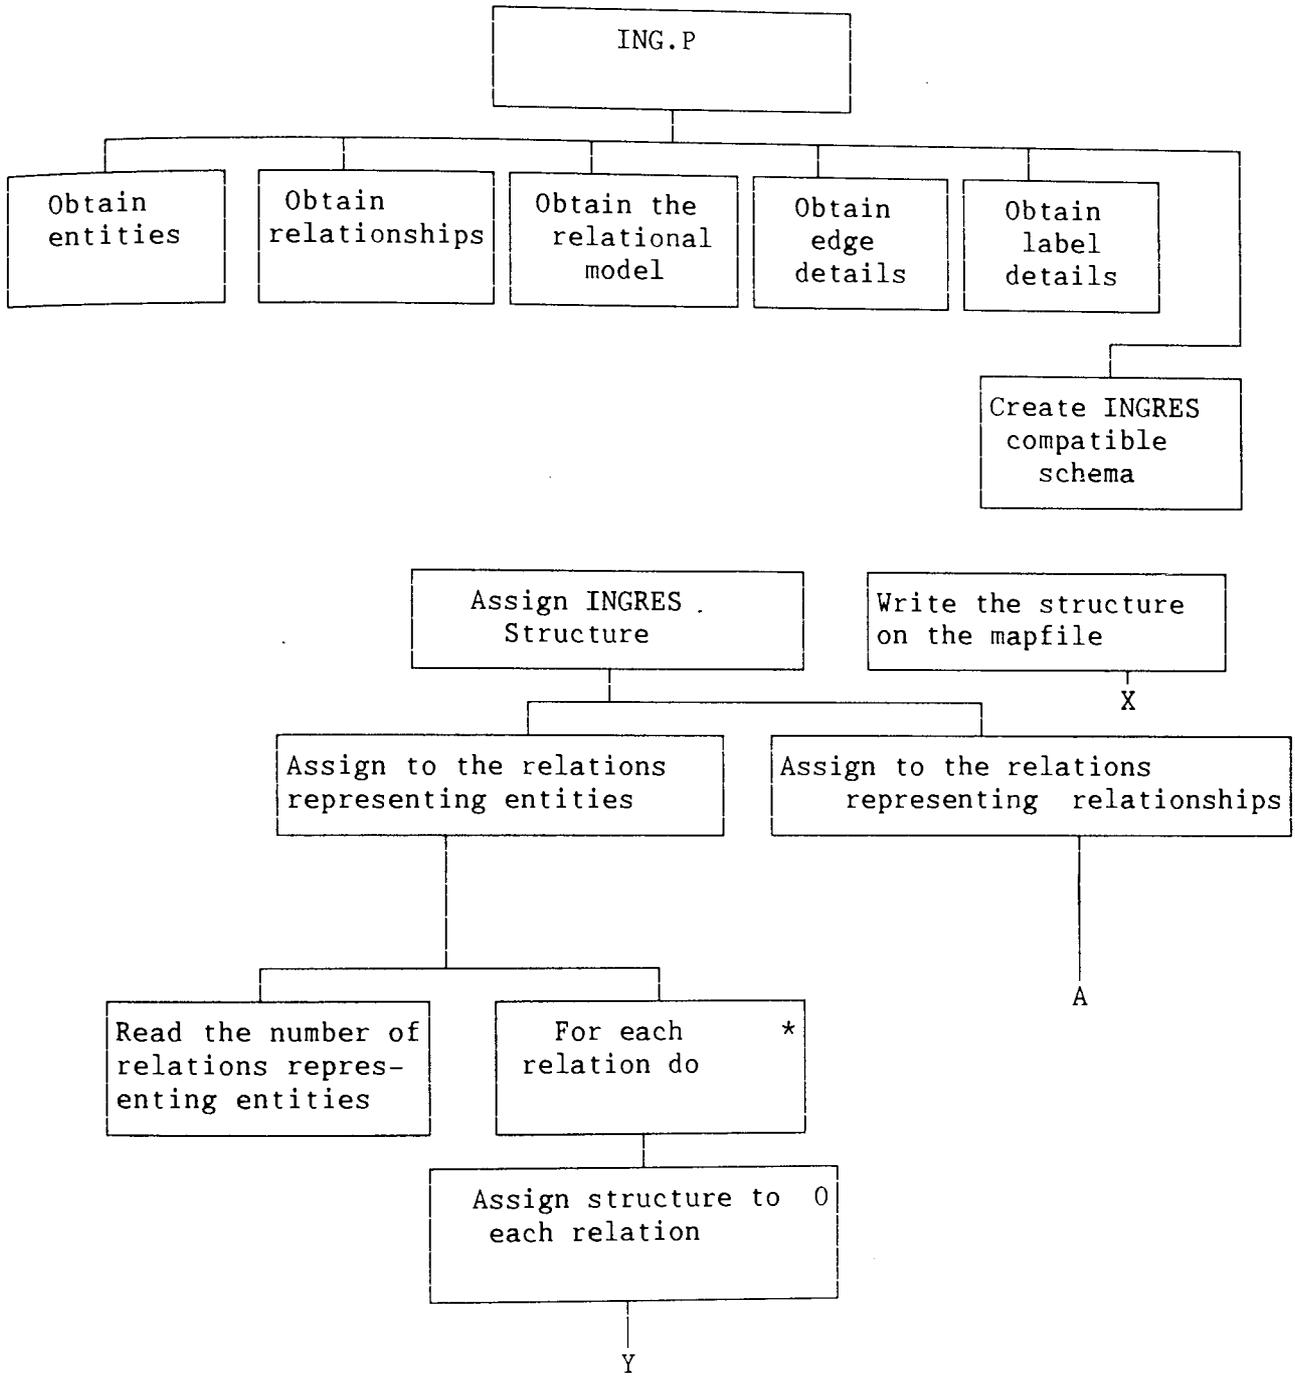 ING.P
Obtain
entities
Obtain
relationships
Obtain the
relational
model
Obtain
edge
details
Obtain
label
details
Create INGRES
compatible
schema
Assign INGRES
Structure
Write the structure
on the mapfile
X
Assign to the relations
representing entities
Assign to the relations
representing relationships
A
Read the number of
relations repres-
enting entities
For each *
relation do
Assign structure to O
each relation
Y